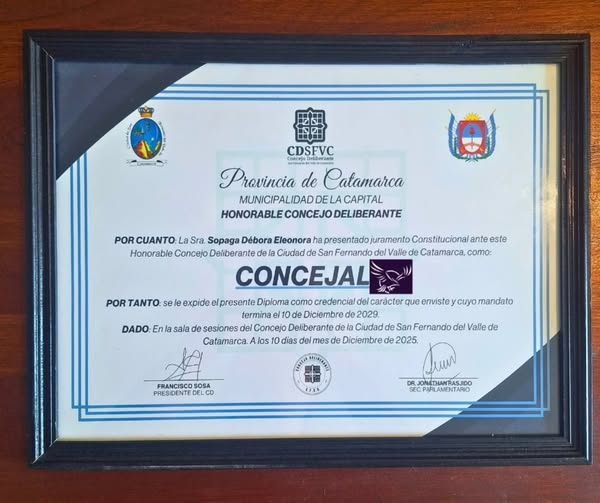 CDSFVC
Concejo Deliberante
Provincia de Catamarca
MUNICIPALIDAD DE LA CAPITAL
HONORABLE CONCEJO DELIBERANTE
POR CUANTO: La Sra. Sopaga Débora Eleonora ha presentado juramento Constitucional ante este
Honorable Concejo Deliberante de la Ciudad de San Fernando del Valle de Catamarca, como:
CONCEJAL
POR TANTO: se le expide el presente Diploma como credencial del carácter que enviste y cuyo mandato
termina el 10 de Diciembre de 2029.
DADO: En la sala de sesiones del Concejo Deliberante de la Ciudad de San Fernando del Valle de
Catamarca. A los 10 días del mes de Diciembre de 2025.
FRANCISCO SOSA
PRESIDENTE DEL CD
CONCEJO DELIBERANTE
DR. JONATHAN RASJIDO
SEC. PARLAMENTARIO